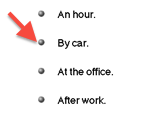 An hour.
By car.
At the office.
After work.